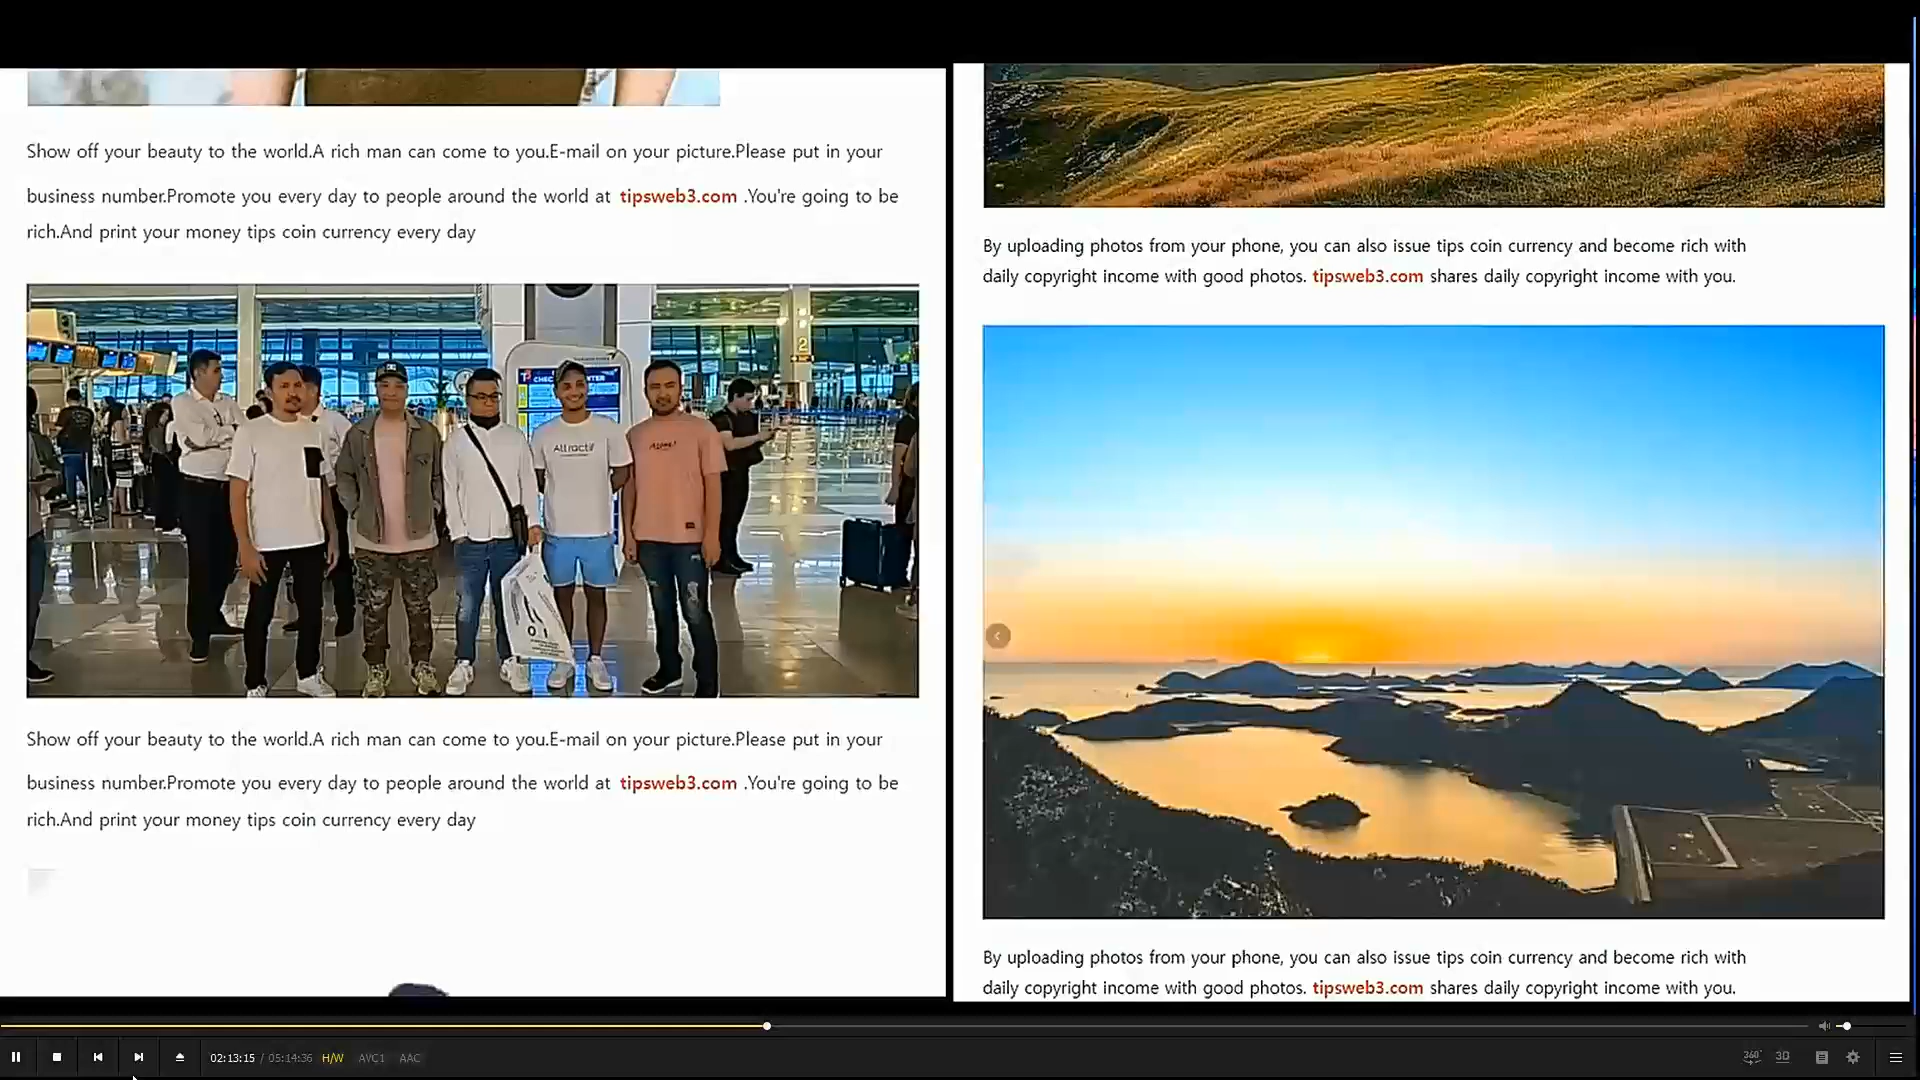 Show off your beauty to the world.A rich man can come to you.E-mail on your picture.Please put in your
business number.Promote you every day to people around the world at tipsweb3.com .You're going to be
rich.And print your money tips coin currency every day
2
Attractif
Show off your beauty to the world.A rich man can come to you.E-mail on your picture.Please put in your
business number.Promote you every day to people around the world at tipsweb3.com .You're going to be
rich.And print your money tips coin currency every day
By uploading photos from your phone, you can also issue tips coin currency and become rich with
daily copyright income with good photos. tipsweb3.com shares daily copyright income with you.
By uploading photos from your phone, you can also issue tips coin currency and become rich with
daily copyright income with good photos. tipsweb3.com shares daily copyright income with you.
02:13:15 / 05:14:36 H/W AVC1 AAC
360° 3D